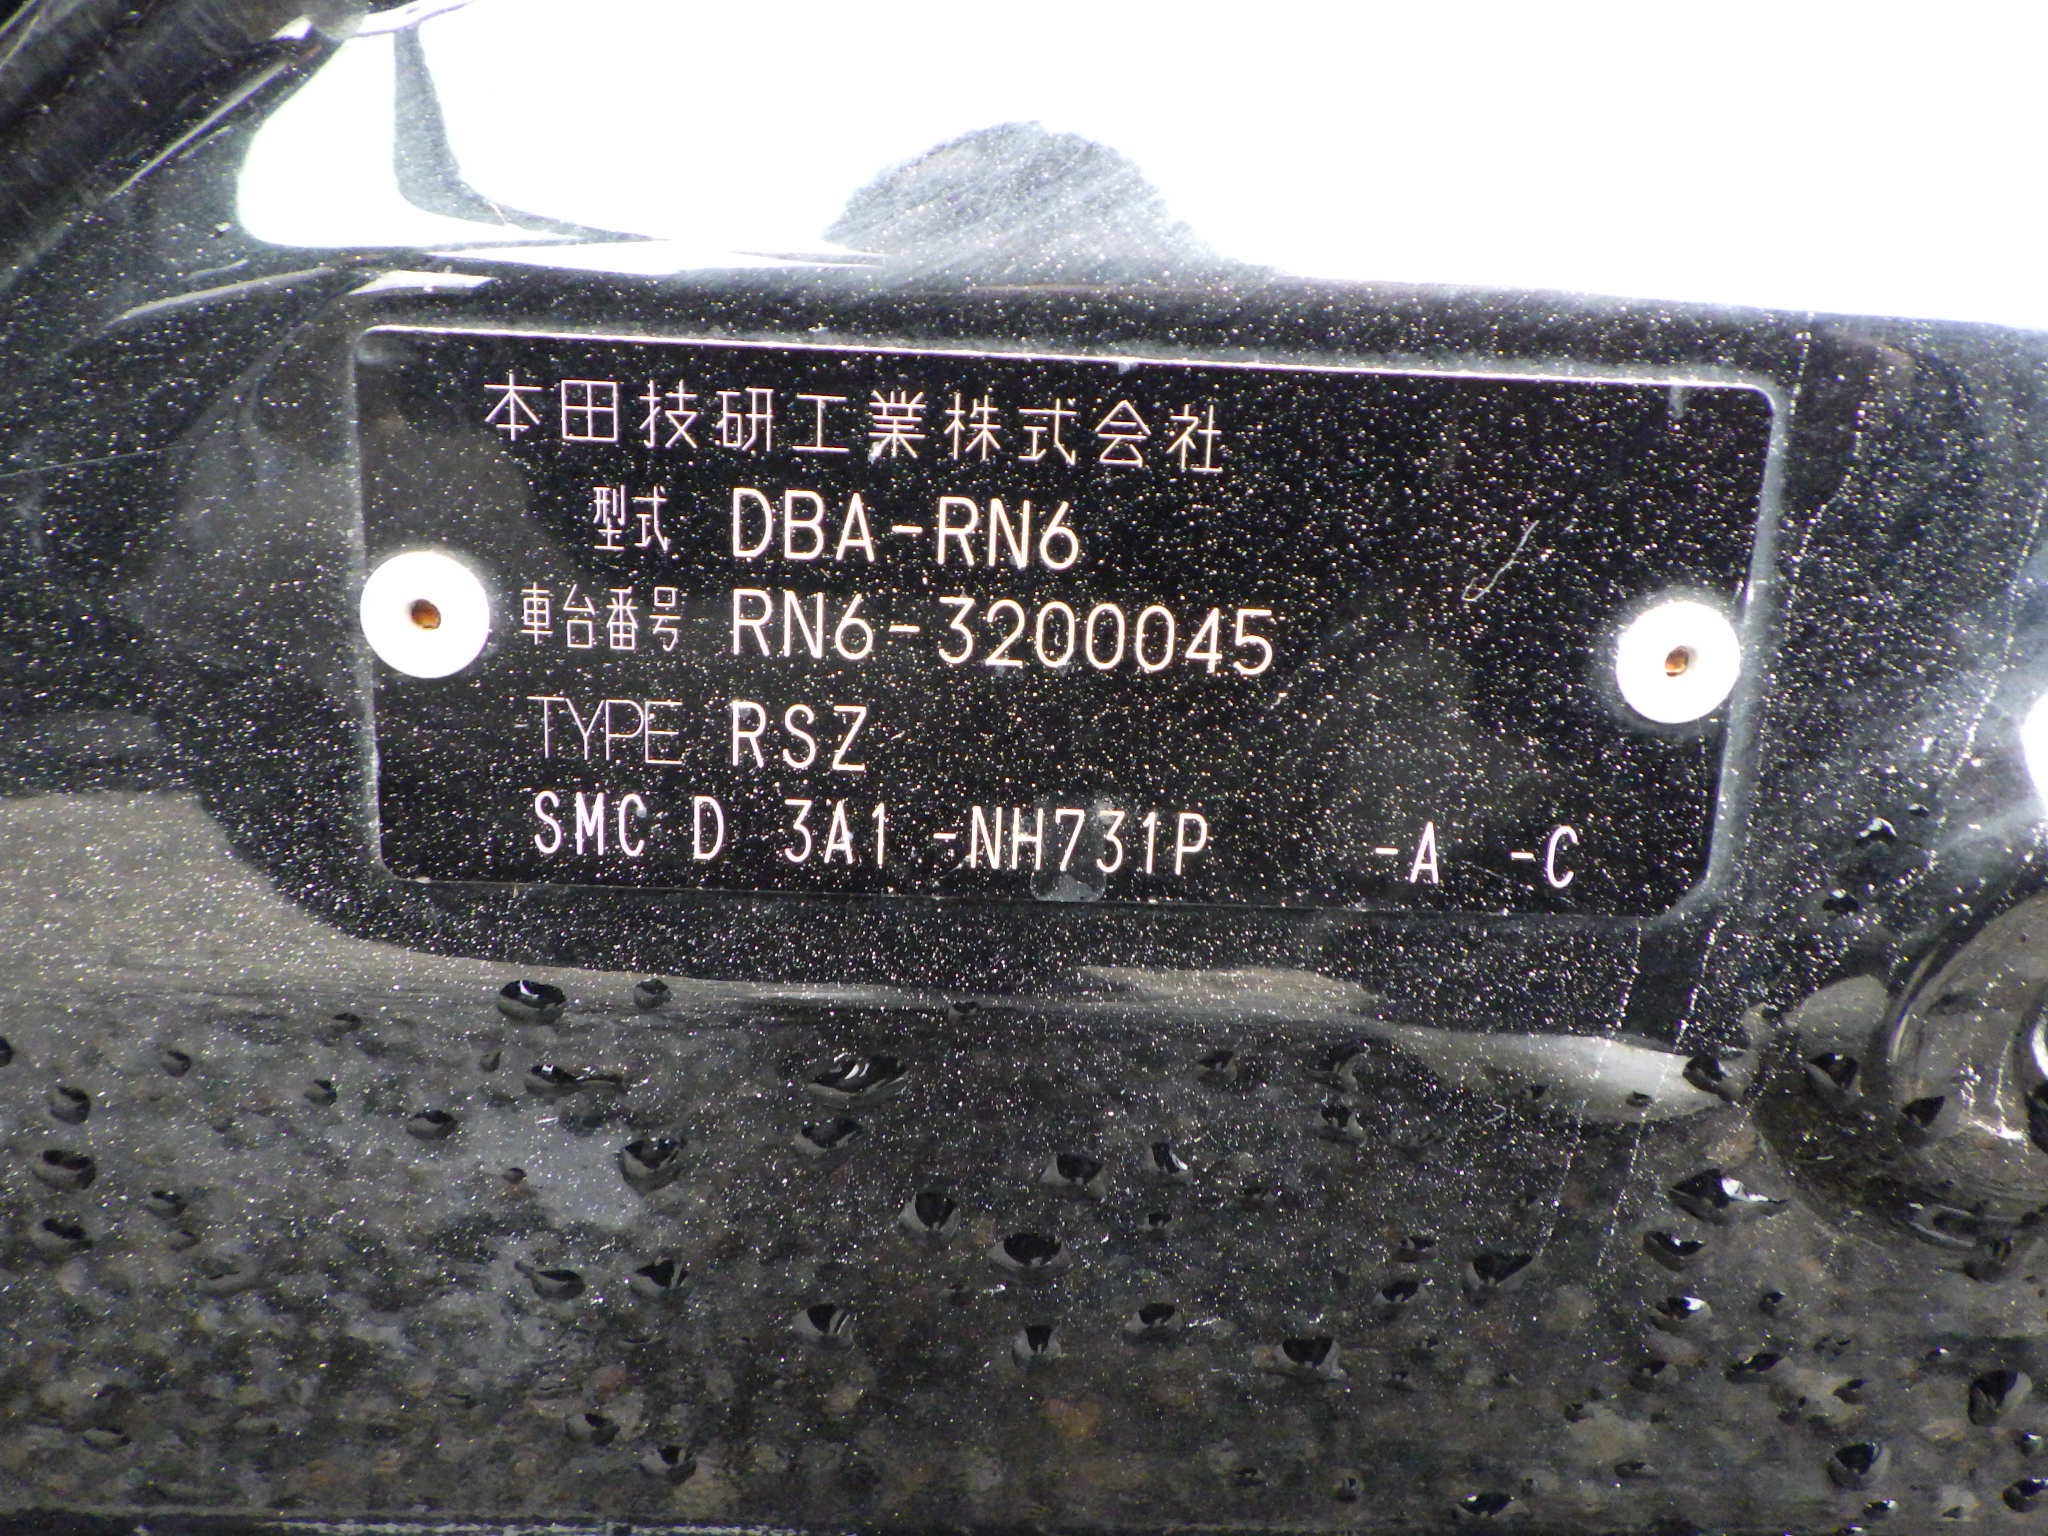 本田技研工業株式会社
型式 DBA-RN6
車台番号 RN6-3200045
TYPE RSZ
SMC D 3A1 -NH731P -A -C